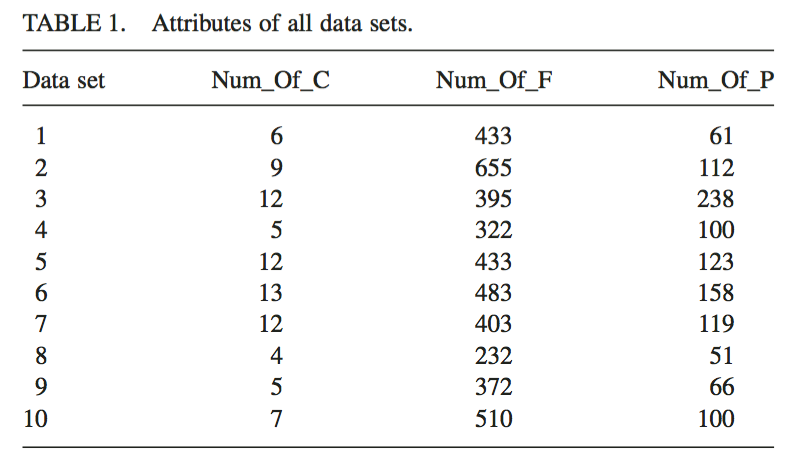 TABLE 1. Attributes of all data sets.
Data set Num_Of_C Num_Of_F Num_Of_P
1 6 433 61
2 9 655 112
3 12 395 238
4 5 322 100
5 12 433 123
6 13 483 158
7 12 403 119
8 4 232 51
9 5 372 66
10 7 510 100